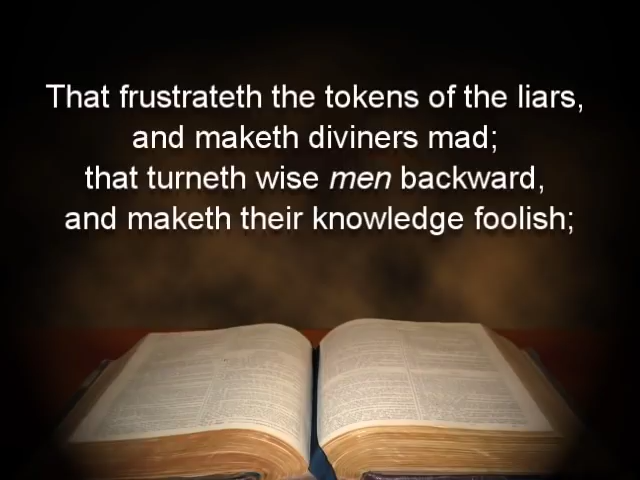 That frustrateth the tokens of the liars,
and maketh diviners mad;
that turneth wise men backward,
and maketh their knowledge foolish;